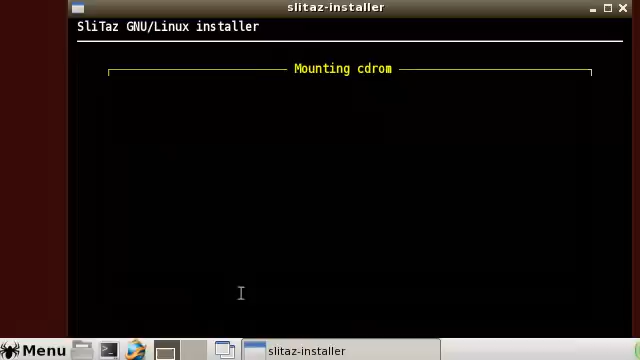 slitaz-installer
SliTaz GNU/Linux installer
Mounting cdrom
Menu
slitaz-installer